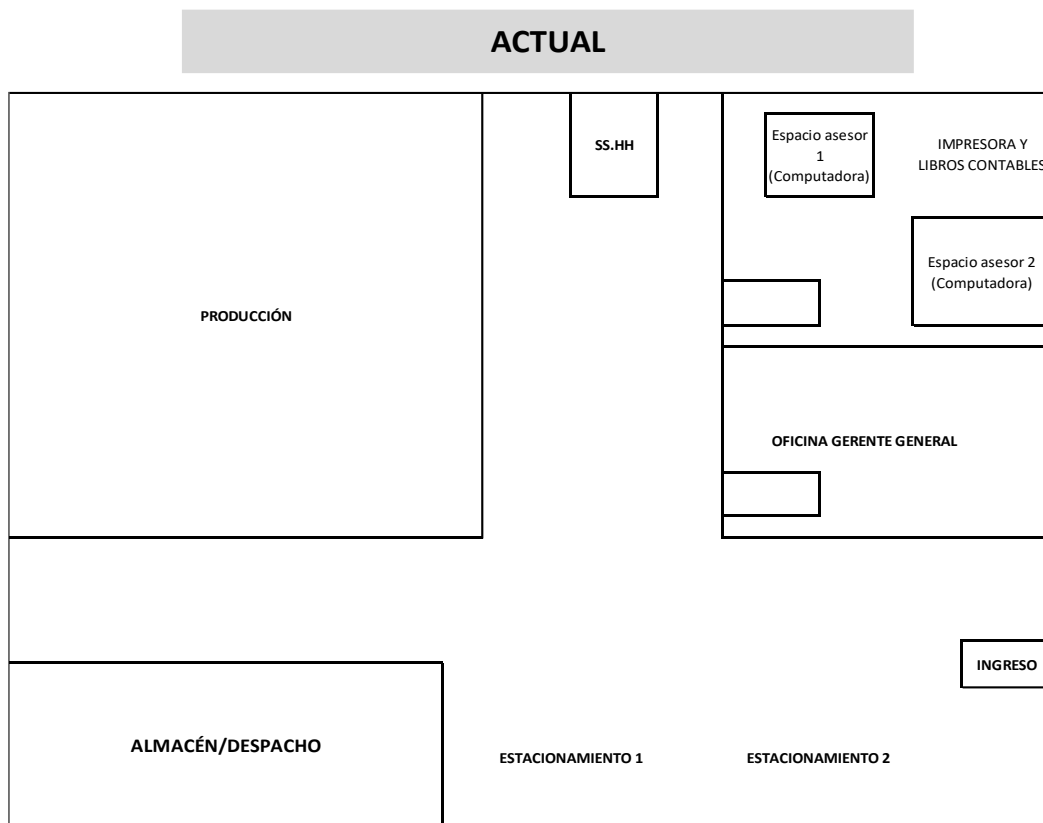 ACTUAL
SS.HH
Espacio asesor
1
(Computadora)
IMPRESORA Y
LIBROS CONTABLES
Espacio asesor 2
(Computadora)
PRODUCCIÓN
OFICINA GERENTE GENERAL
INGRESO
ALMACÉN/DESPACHO
ESTACIONAMIENTO 1
ESTACIONAMIENTO 2